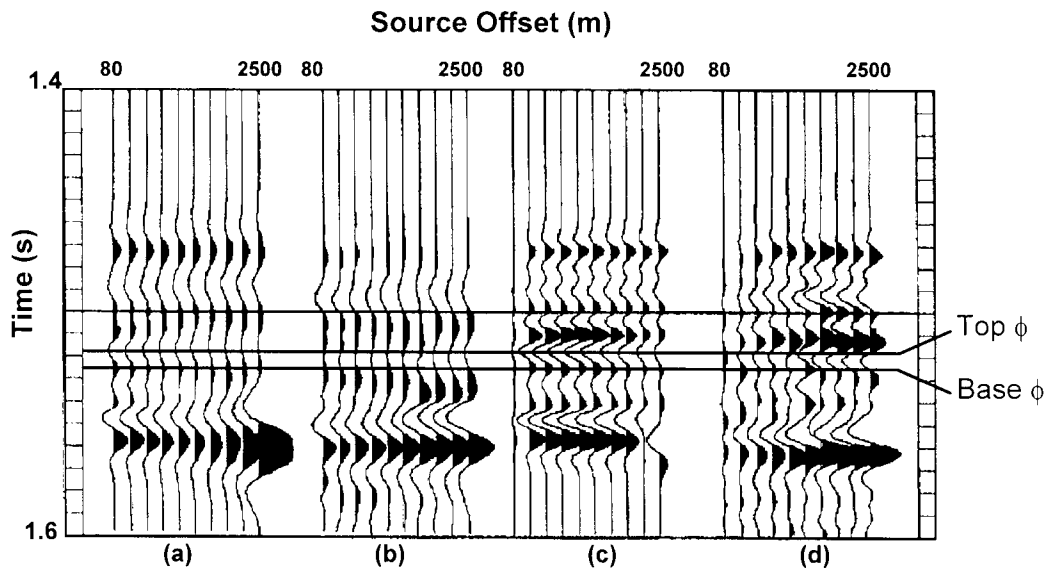 Source Offset (m)
80 2500 80 2500 80 2500 80 2500
1.4
Time (s)
Top ϕ
Base ϕ
1.6
(a) (b) (c) (d)